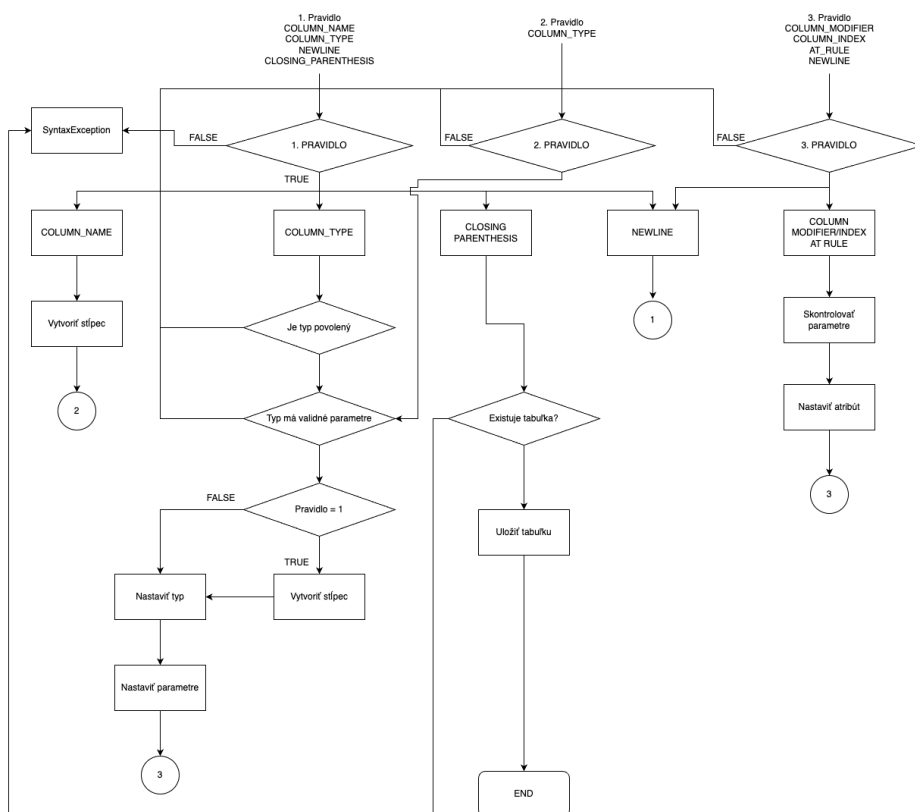 1. Pravidlo
COLUMN_NAME
COLUMN_TYPE
NEWLINE
CLOSING_PARENTHESIS
2. Pravidlo
COLUMN_TYPE
3. Pravidlo
COLUMN_MODIFIER
COLUMN_INDEX
AT_RULE
NEWLINE
SyntaxException
FALSE
1. PRAVIDLO
FALSE
2. PRAVIDLO
FALSE
3. PRAVIDLO
TRUE
COLUMN_NAME
COLUMN_TYPE
CLOSING
PARENTHESIS
NEWLINE
COLUMN
MODIFIER/INDEX
AT RULE
Vytvoriť stĺpec
Je typ povolený
1
Skontrolovať
parametre
2
Typ má validné parametre
Existuje tabuľka?
Nastaviť atribút
FALSE
Pravidlo = 1
3
Uložiť tabuľku
TRUE
Nastaviť typ
Vytvoriť stĺpec
Nastaviť parametre
3
END